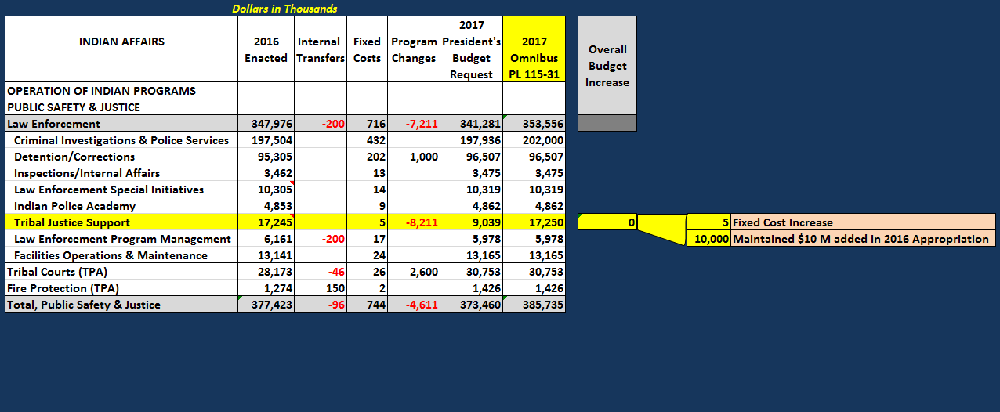 Dollars in Thousands
INDIAN AFFAIRS 2016 Enacted Internal Transfers Fixed Costs Program Changes 2017 President's Budget Request 2017 Omnibus PL 115-31 Overall Budget Increase
OPERATION OF INDIAN PROGRAMS
PUBLIC SAFETY & JUSTICE
Law Enforcement 347,976 -200 716 -7,211 341,281 353,556
Criminal Investigations & Police Services 197,504 432 197,936 202,000
Detention/Corrections 95,305 202 1,000 96,507 96,507
Inspections/Internal Affairs 3,462 13 3,475 3,475
Law Enforcement Special Initiatives 10,305 14 10,319 10,319
Indian Police Academy 4,853 9 4,862 4,862
Tribal Justice Support 17,245 5 -8,211 9,039 17,250 0 5 Fixed Cost Increase
Law Enforcement Program Management 6,161 -200 17 5,978 5,978 10,000 Maintained $10 M added in 2016 Appropriation
Facilities Operations & Maintenance 13,141 24 13,165 13,165
Tribal Courts (TPA) 28,173 -46 26 2,600 30,753 30,753
Fire Protection (TPA) 1,274 150 2 1,426 1,426
Total, Public Safety & Justice 377,423 -96 744 -4,611 373,460 385,735